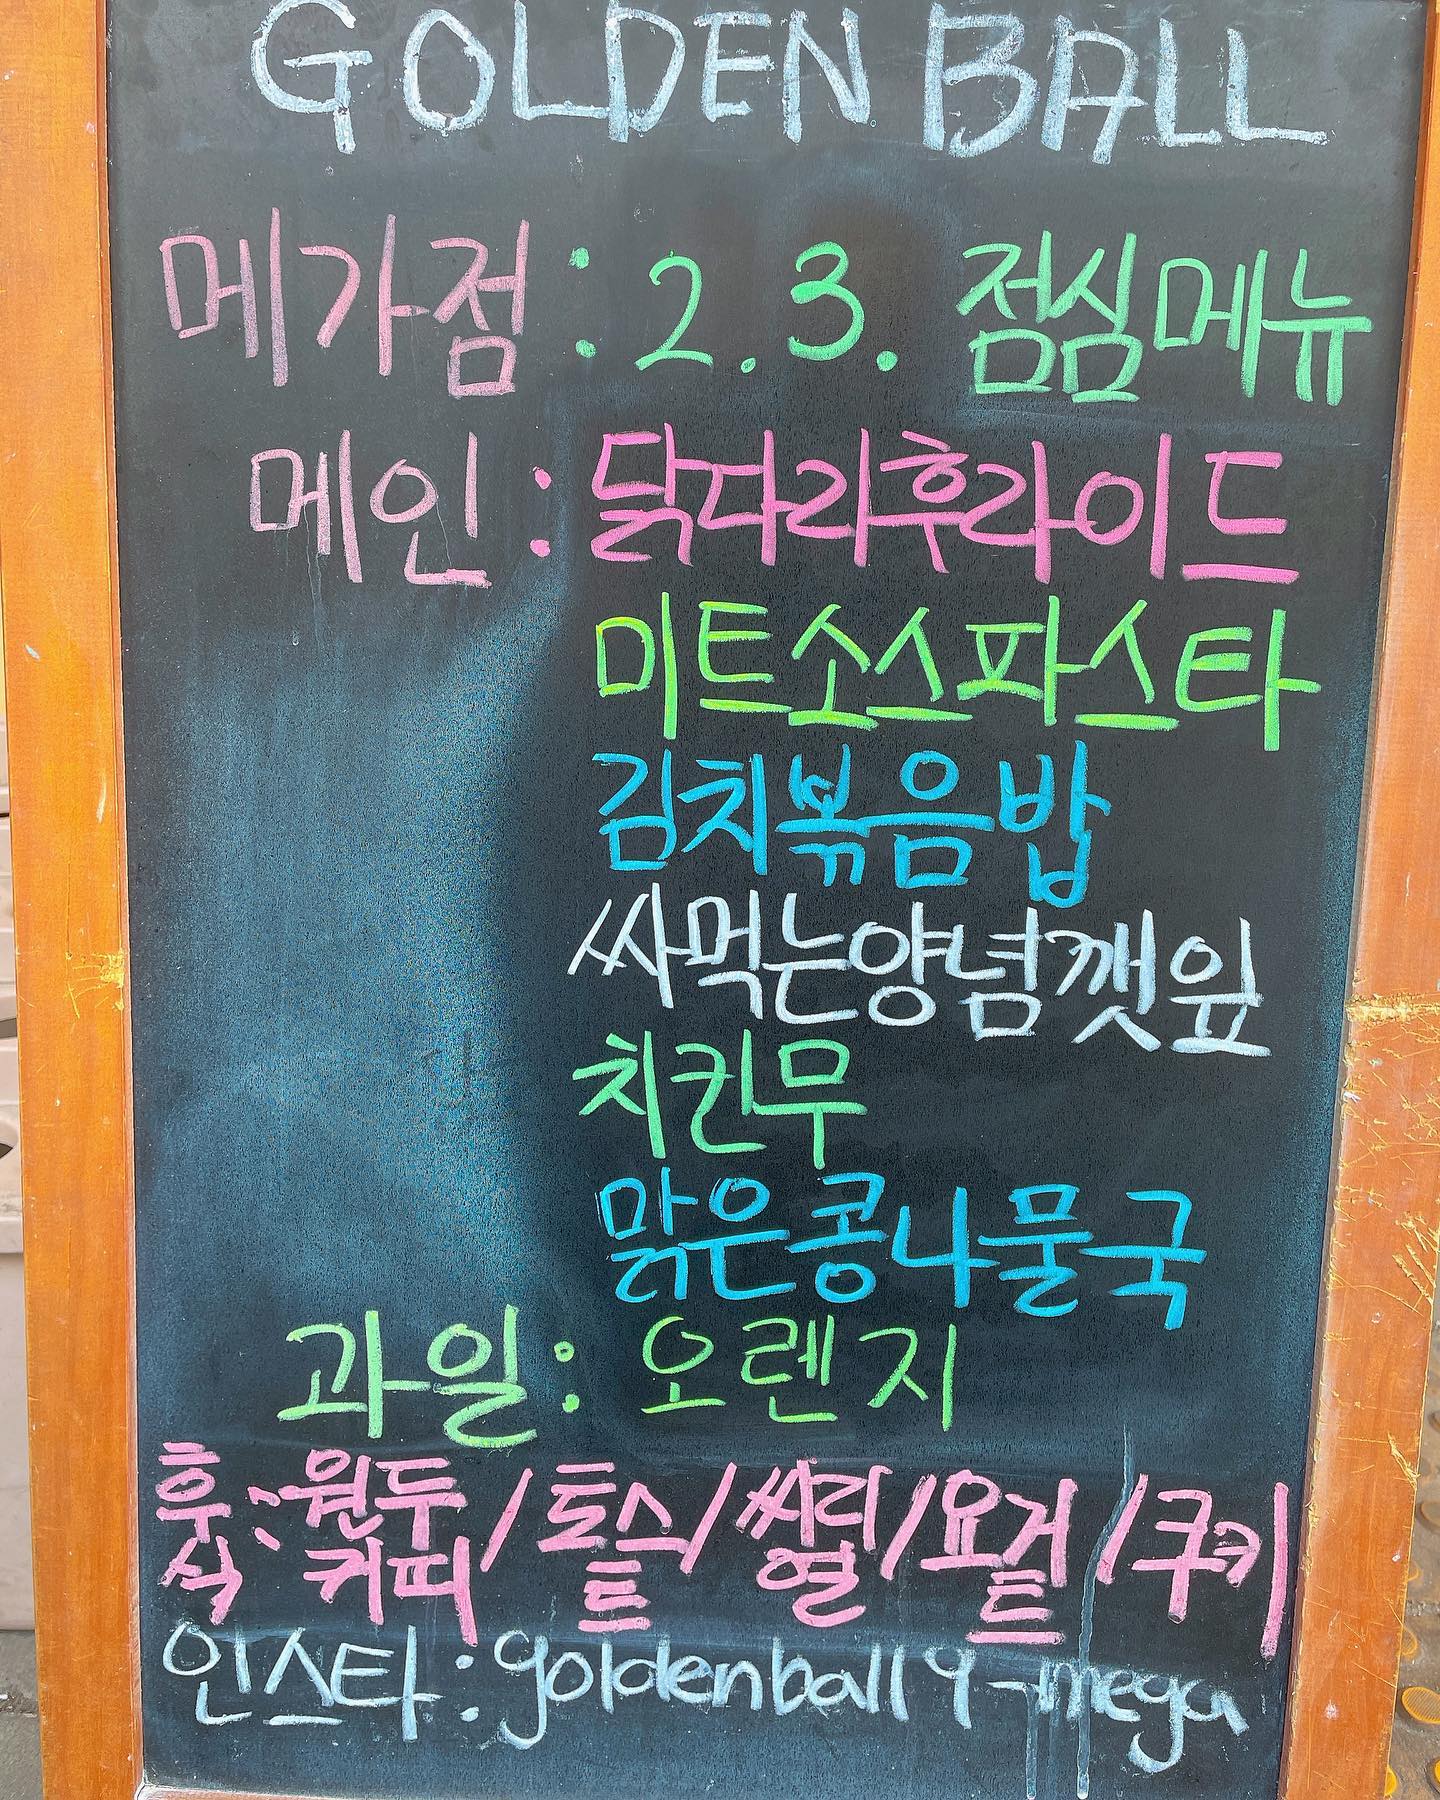 GOLDEN BALL
메가점 : 2. 3. 점심메뉴
메인 : 닭다리후라이드
미트소스파스타
김치볶음밥
싸먹는양념깻잎
치킨무
맑은콩나물국
과일 : 오렌지
후식 : 원두커피 / 토스트 / 씨리얼 / 요거트 / 쿠키
인스타 : goldenball9_mega